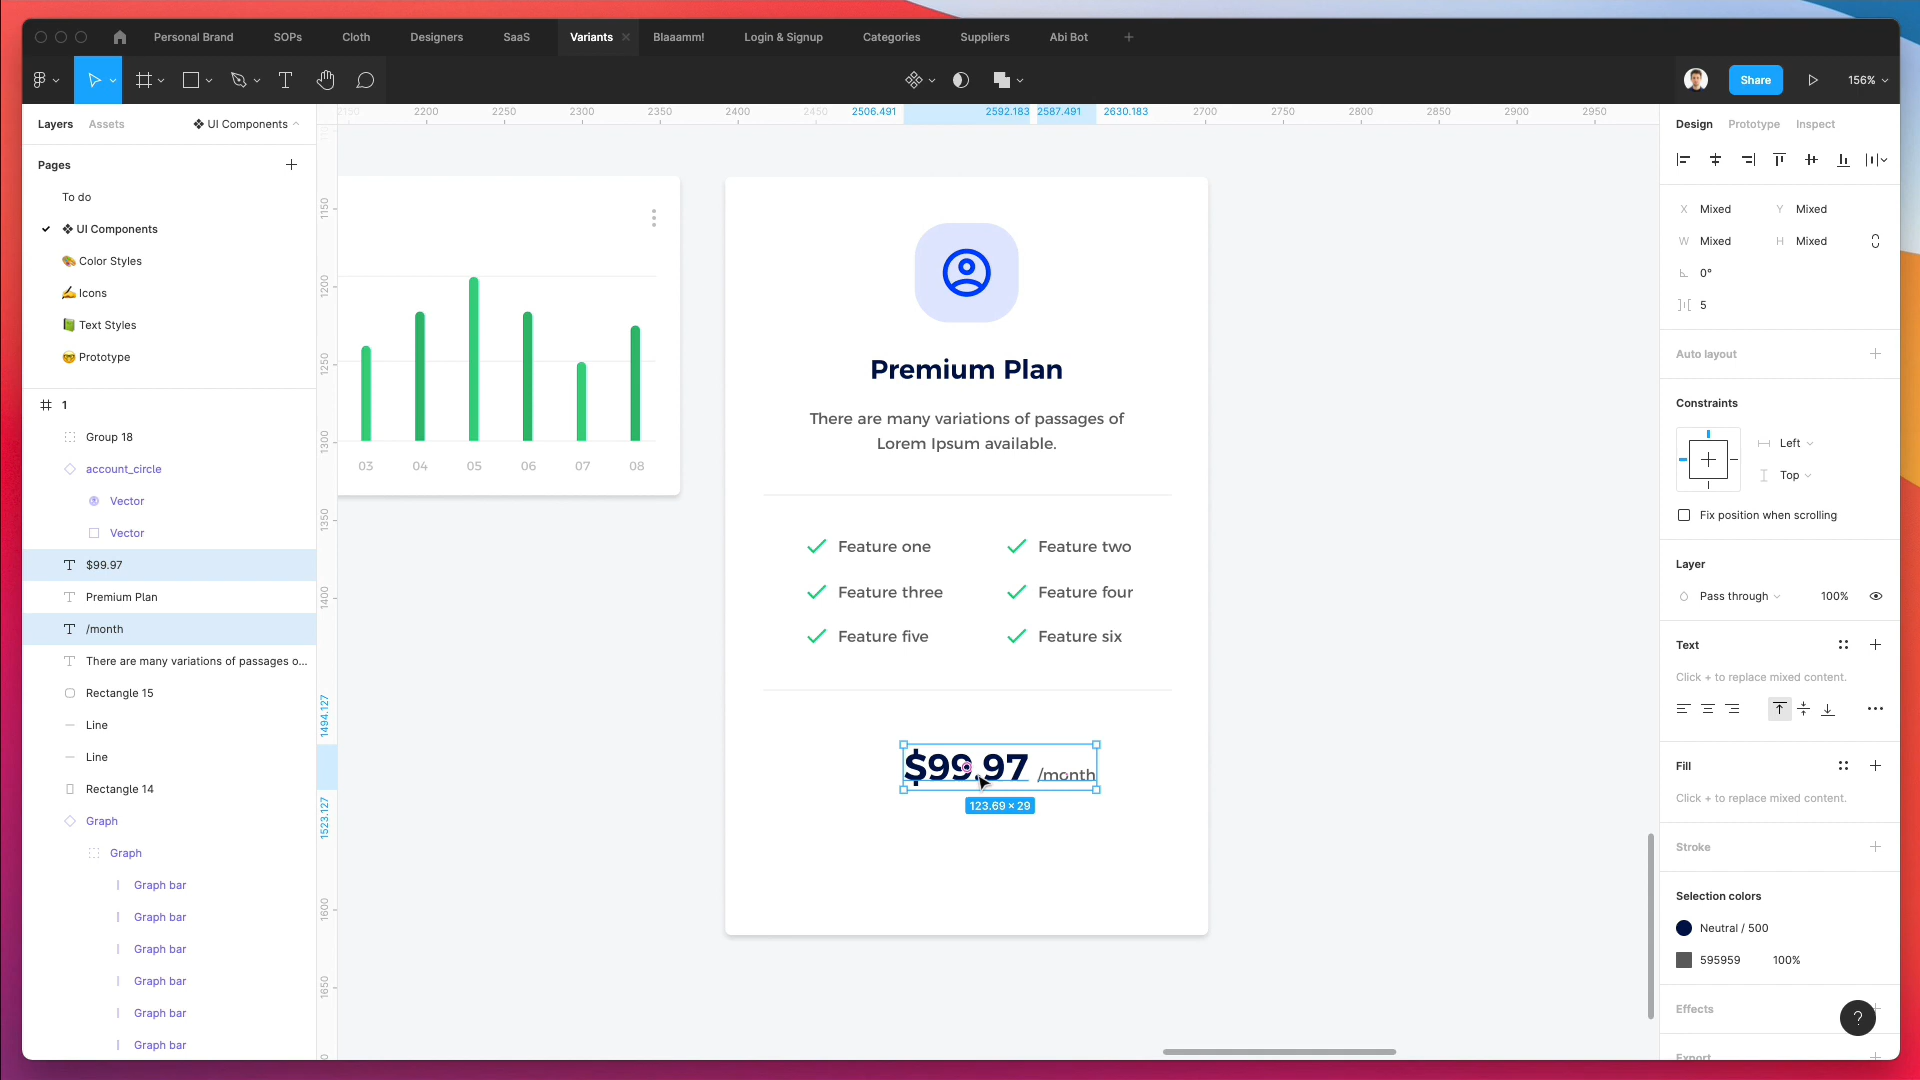 Personal Brand
SOPs
Cloth
Designers
SaaS
Variants
Blaaamm!
Login & Signup
Categories
Suppliers
Abi Bot
Share
156%
Layers
Assets
UI Components
Pages
To do
UI Components
Color Styles
Icons
Text Styles
Prototype
1
Group 18
account_circle
Vector
Vector
$99.97
Premium Plan
/month
There are many variations of passages o...
Rectangle 15
Line
Line
Rectangle 14
Graph
Graph
Graph bar
Graph bar
Graph bar
Graph bar
Graph bar
Graph bar
2150 2200 2250 2300 2350 2400 2450 2506.491 2592.183 2587.491 2630.183 2700 2750 2800 2850 2900 2950
1150
1200
1250
1300
1350
1400
1494.127
1523.127
1600
1650
03 04 05 06 07 08
Premium Plan
There are many variations of passages of
Lorem Ipsum available.
Feature one Feature two
Feature three Feature four
Feature five Feature six
$99.97 /month
123.69 × 29
Design
Prototype
Inspect
X Mixed Y Mixed
W Mixed H Mixed
0°
5
Auto layout
Constraints
Left
Top
Fix position when scrolling
Layer
Pass through 100%
Text
Click + to replace mixed content.
Fill
Click + to replace mixed content.
Stroke
Selection colors
Neutral / 500
595959 100%
Effects
?
Export